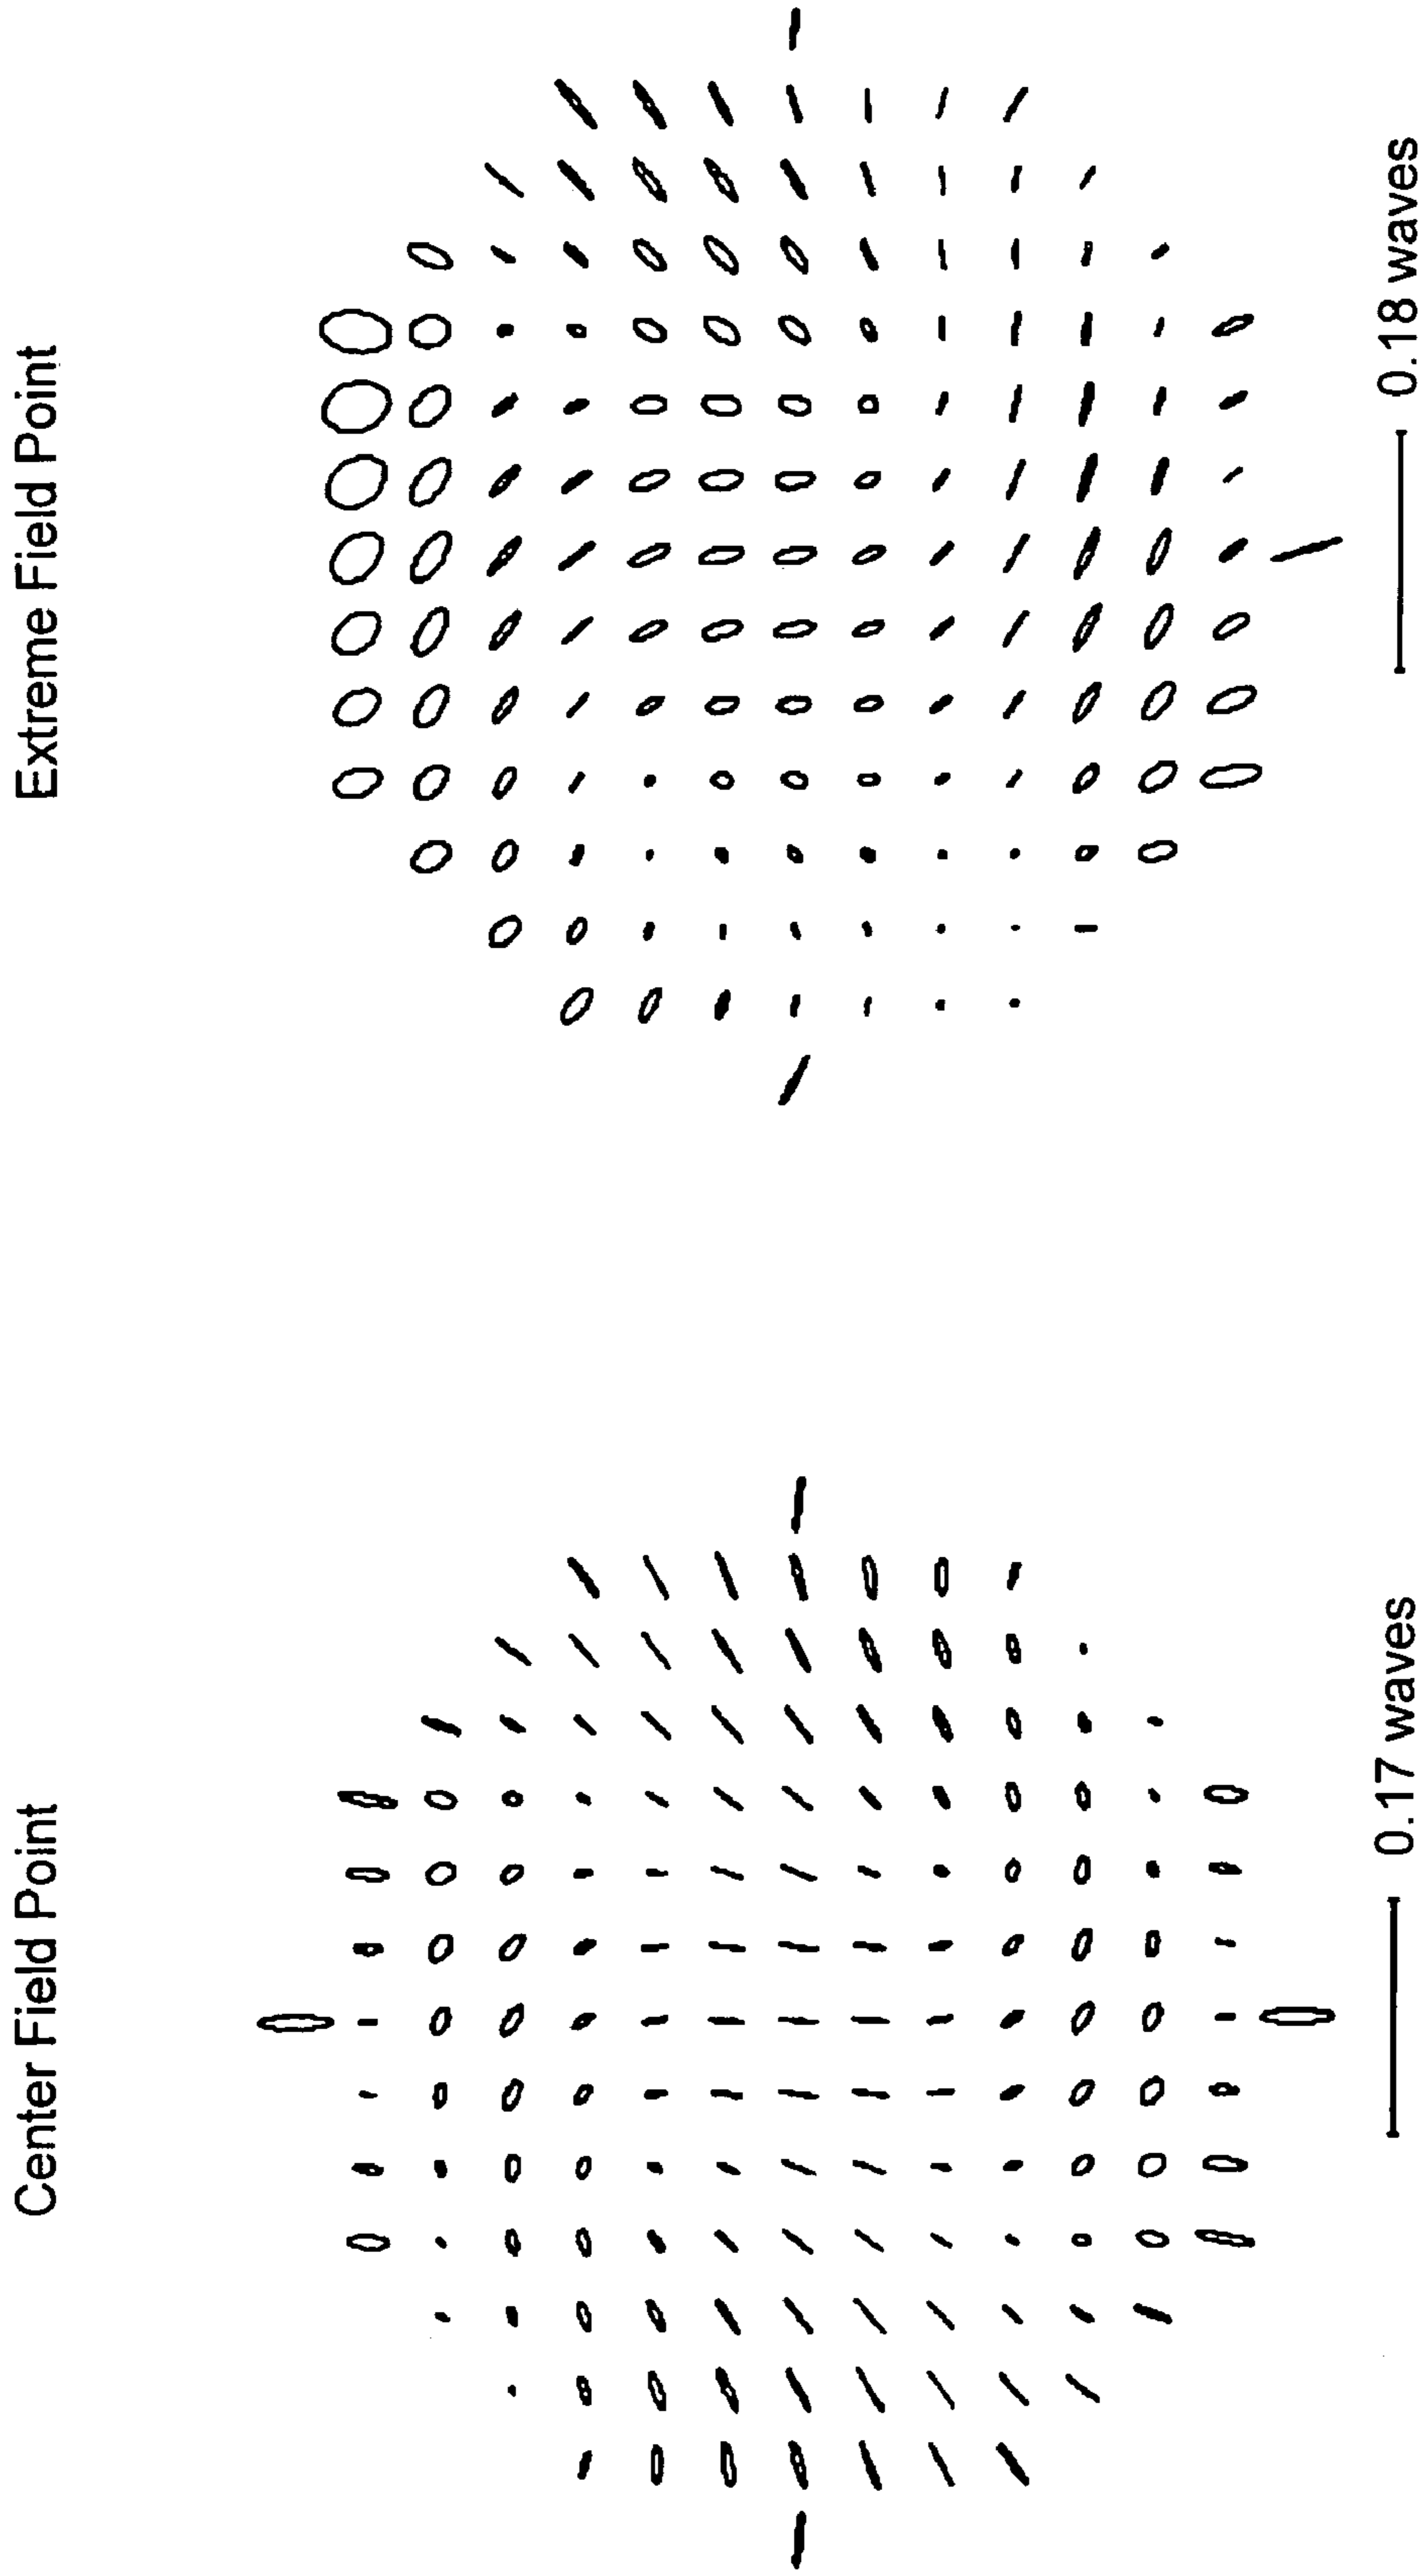 Center Field Point
0.17 waves
Extreme Field Point
0.18 waves